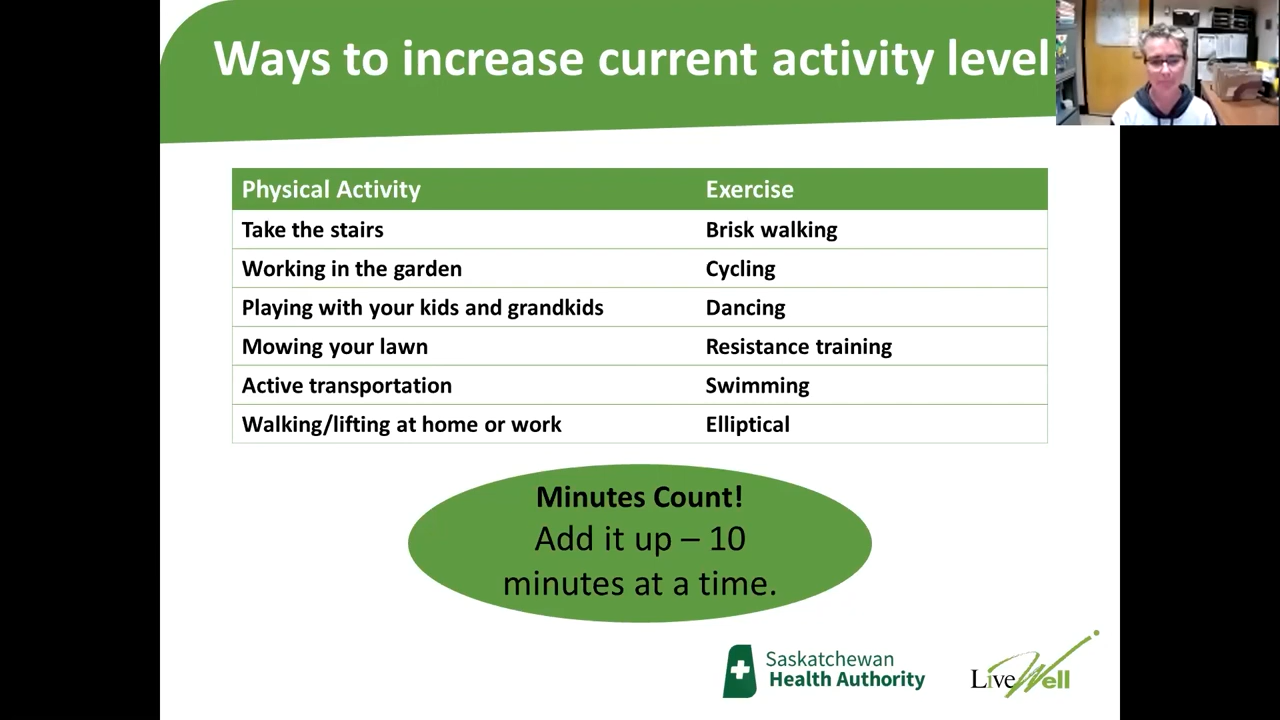 Ways to increase current activity level
Physical Activity Exercise
Take the stairs Brisk walking
Working in the garden Cycling
Playing with your kids and grandkids Dancing
Mowing your lawn Resistance training
Active transportation Swimming
Walking/lifting at home or work Elliptical
Minutes Count!
Add it up – 10
minutes at a time.
Saskatchewan
Health Authority
LiveWell